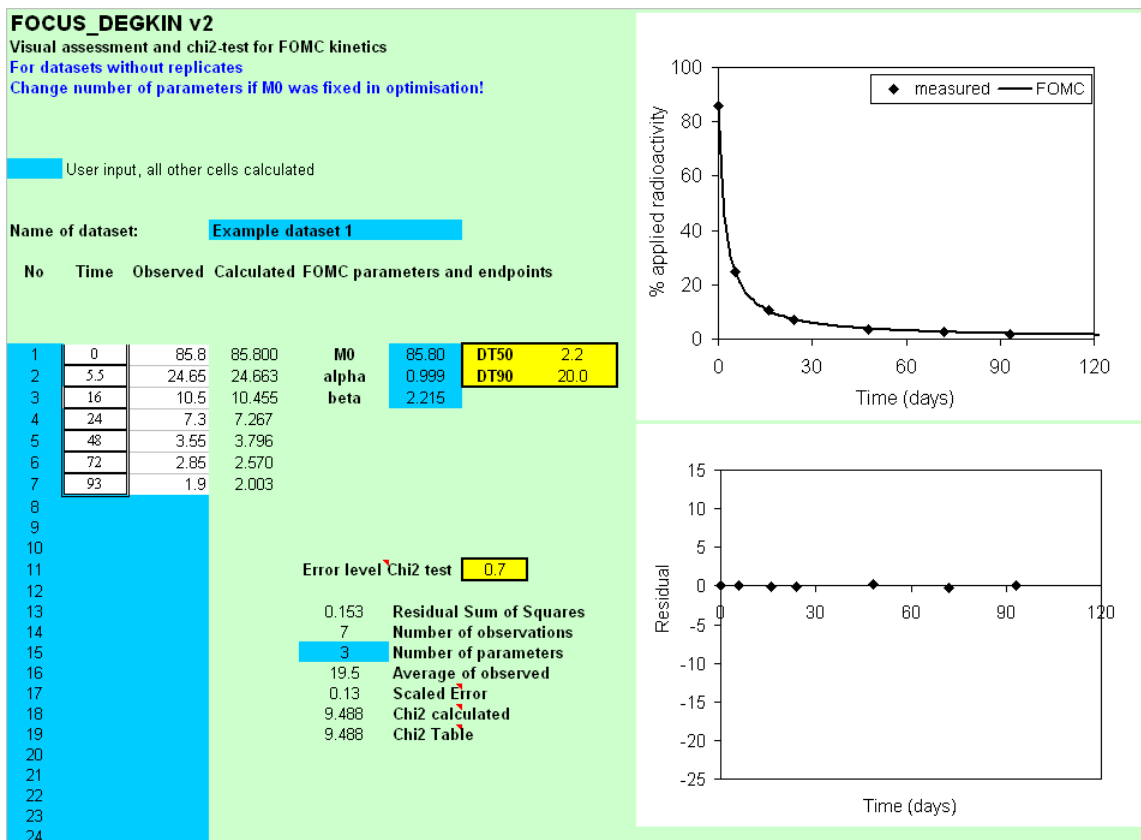 FOCUS_DEGKIN v2
Visual assessment and chi2-test for FOMC kinetics
For datasets without replicates
Change number of parameters if M0 was fixed in optimisation!
User input, all other cells calculated
Name of dataset: Example dataset 1
No Time Observed Calculated FOMC parameters and endpoints
1 0 85.8 85.800 M0 85.80 DT50 2.2
2 5.5 24.65 24.663 alpha 0.999 DT90 20.0
3 16 10.5 10.455 beta 2.215
4 24 7.3 7.267
5 48 3.55 3.796
6 72 2.85 2.570
7 93 1.9 2.003
8
9
10
11 Error level Chi2 test 0.7
12
13 0.153 Residual Sum of Squares
14 7 Number of observations
15 3 Number of parameters
16 19.5 Average of observed
17 0.13 Scaled Error
18 9.488 Chi2 calculated
19 9.488 Chi2 Table
20
21
22
23
24
measured FOMC
% applied radioactivity
100
80
60
40
20
0
0 30 60 90 120
Time (days)
Residual
15
10
5
0
-5
-10
-15
-20
-25
0 30 60 90 120
Time (days)